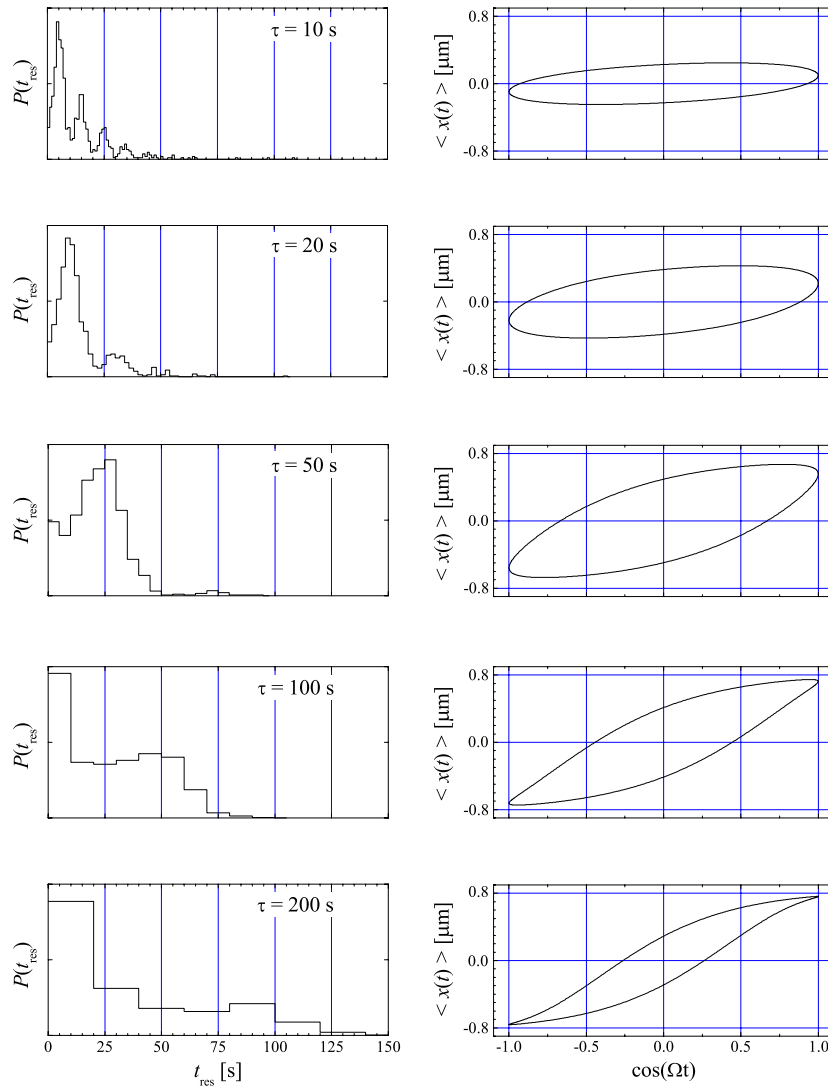 τ = 10 s
P(t_res)
0.8
0.0
-0.8
< x(t) > [μm]
τ = 20 s
P(t_res)
0.8
0.0
-0.8
< x(t) > [μm]
τ = 50 s
P(t_res)
0.8
0.0
-0.8
< x(t) > [μm]
τ = 100 s
P(t_res)
0.8
0.0
-0.8
< x(t) > [μm]
τ = 200 s
P(t_res)
0 25 50 75 100 125 150
t_res [s]
0.8
0.0
-0.8
< x(t) > [μm]
-1.0 -0.5 0.0 0.5 1.0
cos(Ωt)